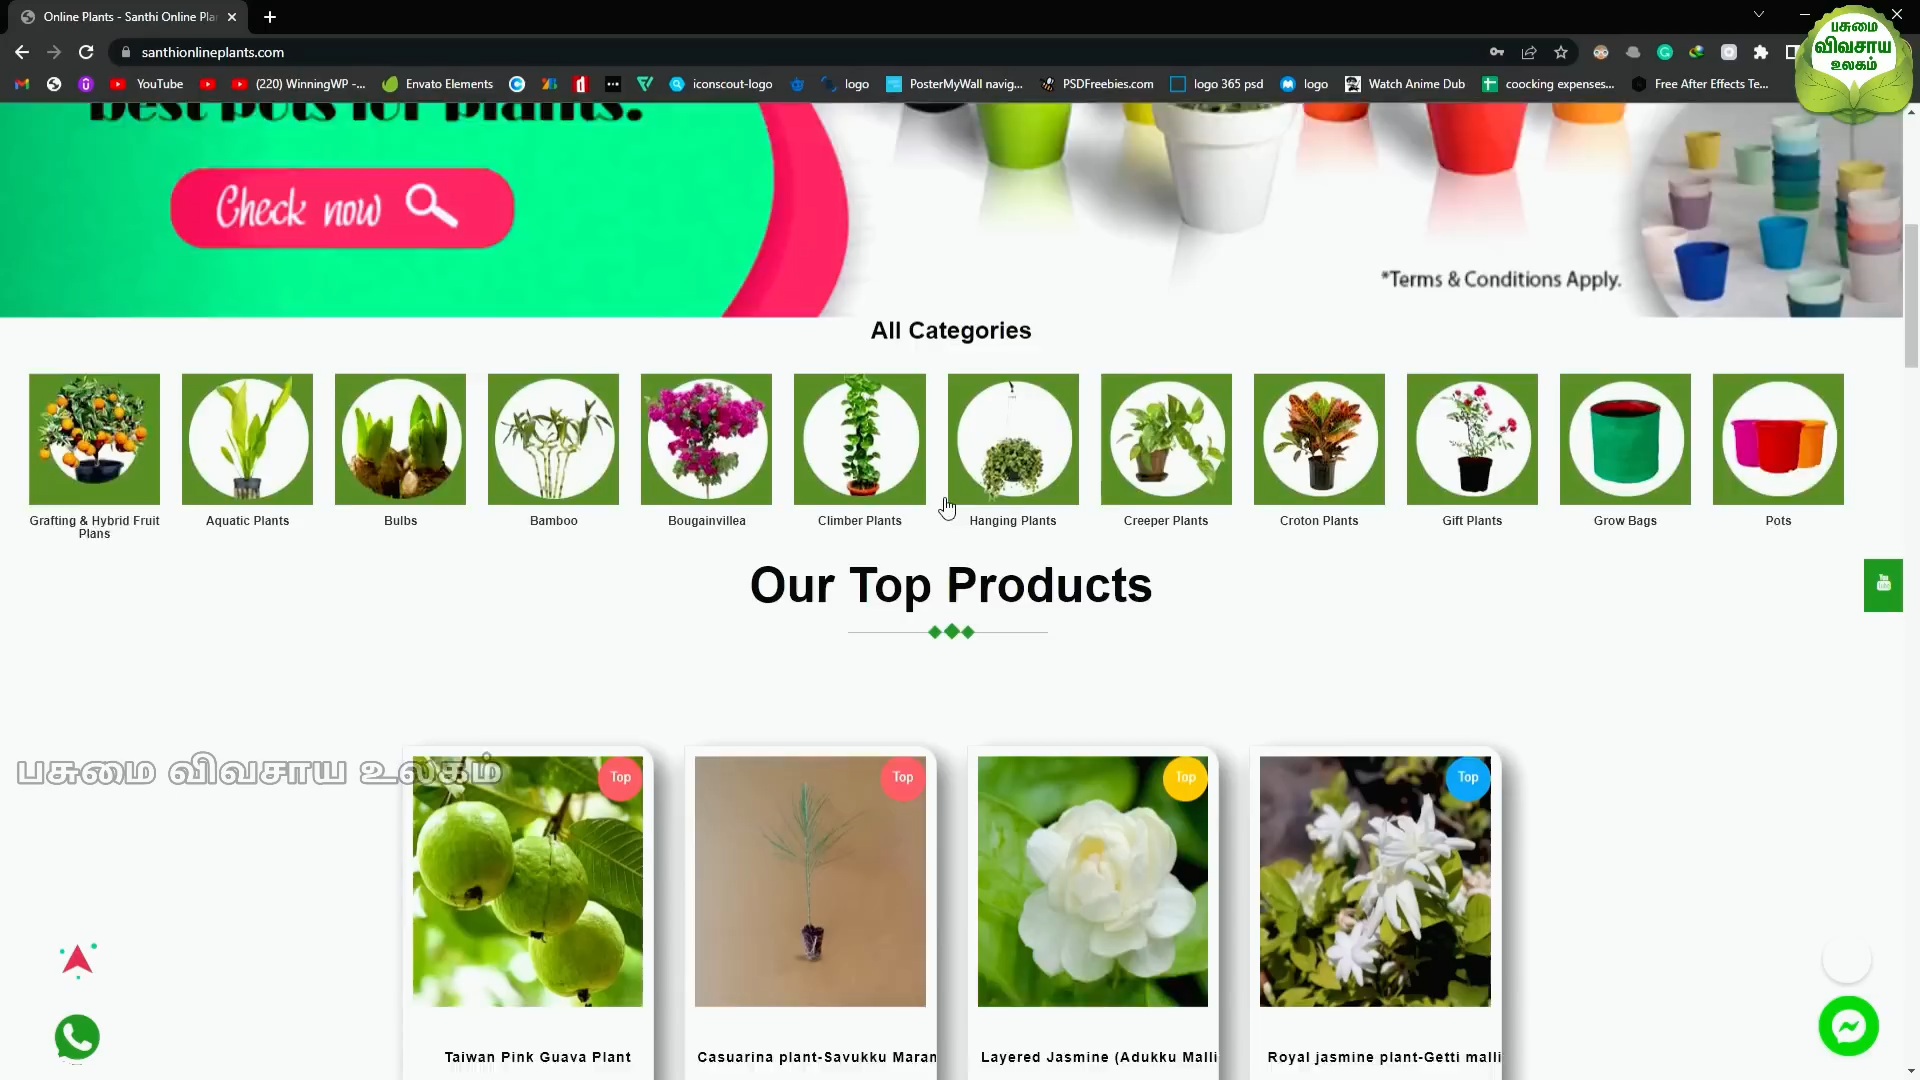 Online Plants - Santhi Online Pla
santhionlineplants.com
பசுமை
விவசாய
உலகம்
YouTube
(220) WinningWP -...
Envato Elements
iconscout-logo
logo
PosterMyWall navig...
PSDFreebies.com
logo 365 psd
logo
Watch Anime Dub
coocking expenses...
Free After Effects Te...
best pots for plants.
Check now
*Terms & Conditions Apply.
All Categories
Grafting & Hybrid Fruit
Plans
Aquatic Plants
Bulbs
Bamboo
Bougainvillea
Climber Plants
Hanging Plants
Creeper Plants
Croton Plants
Gift Plants
Grow Bags
Pots
Our Top Products
பசுமை விவசாய உலகம்
Top
Top
Top
Top
Taiwan Pink Guava Plant
Casuarina plant-Savukku Maran
Layered Jasmine (Adukku Malli
Royal jasmine plant-Getti malli